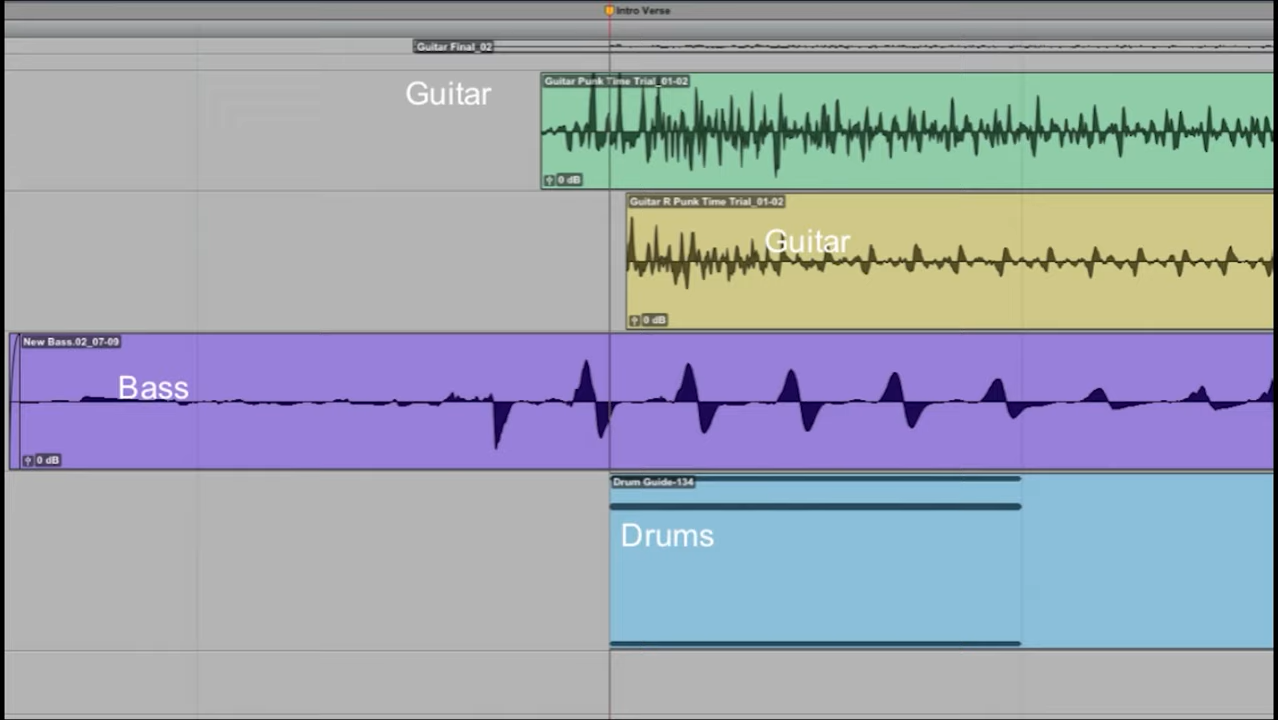 Intro Verse
Guitar Final_02
Guitar Punk Time Trial_01-02
Guitar
0 dB
Guitar R Punk Time Trial_01-02
Guitar
0 dB
New Bass.02_07-09
Bass
0 dB
Drum Guide-134
Drums